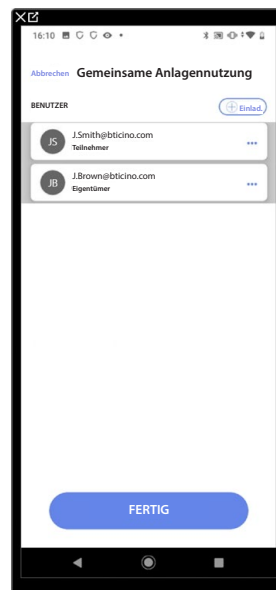 16:10
Abbrechen Gemeinsame Anlagennutzung
BENUTZER
Einlad.
JS
J.Smith@bticino.com
Teilnehmer
JB
J.Brown@bticino.com
Eigentümer
FERTIG